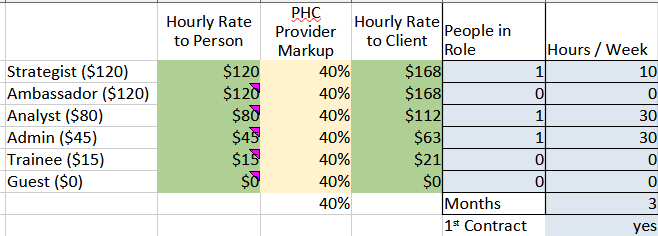 Hourly Rate to Person PHC Provider Markup Hourly Rate to Client People in Role Hours / Week
Strategist ($120) $120 40% $168 1 10
Ambassador ($120) $120 40% $168 0 0
Analyst ($80) $80 40% $112 1 30
Admin ($45) $45 40% $63 1 30
Trainee ($15) $15 40% $21 0 0
Guest ($0) $0 40% $0 0 0
40% Months 3
1st Contract yes